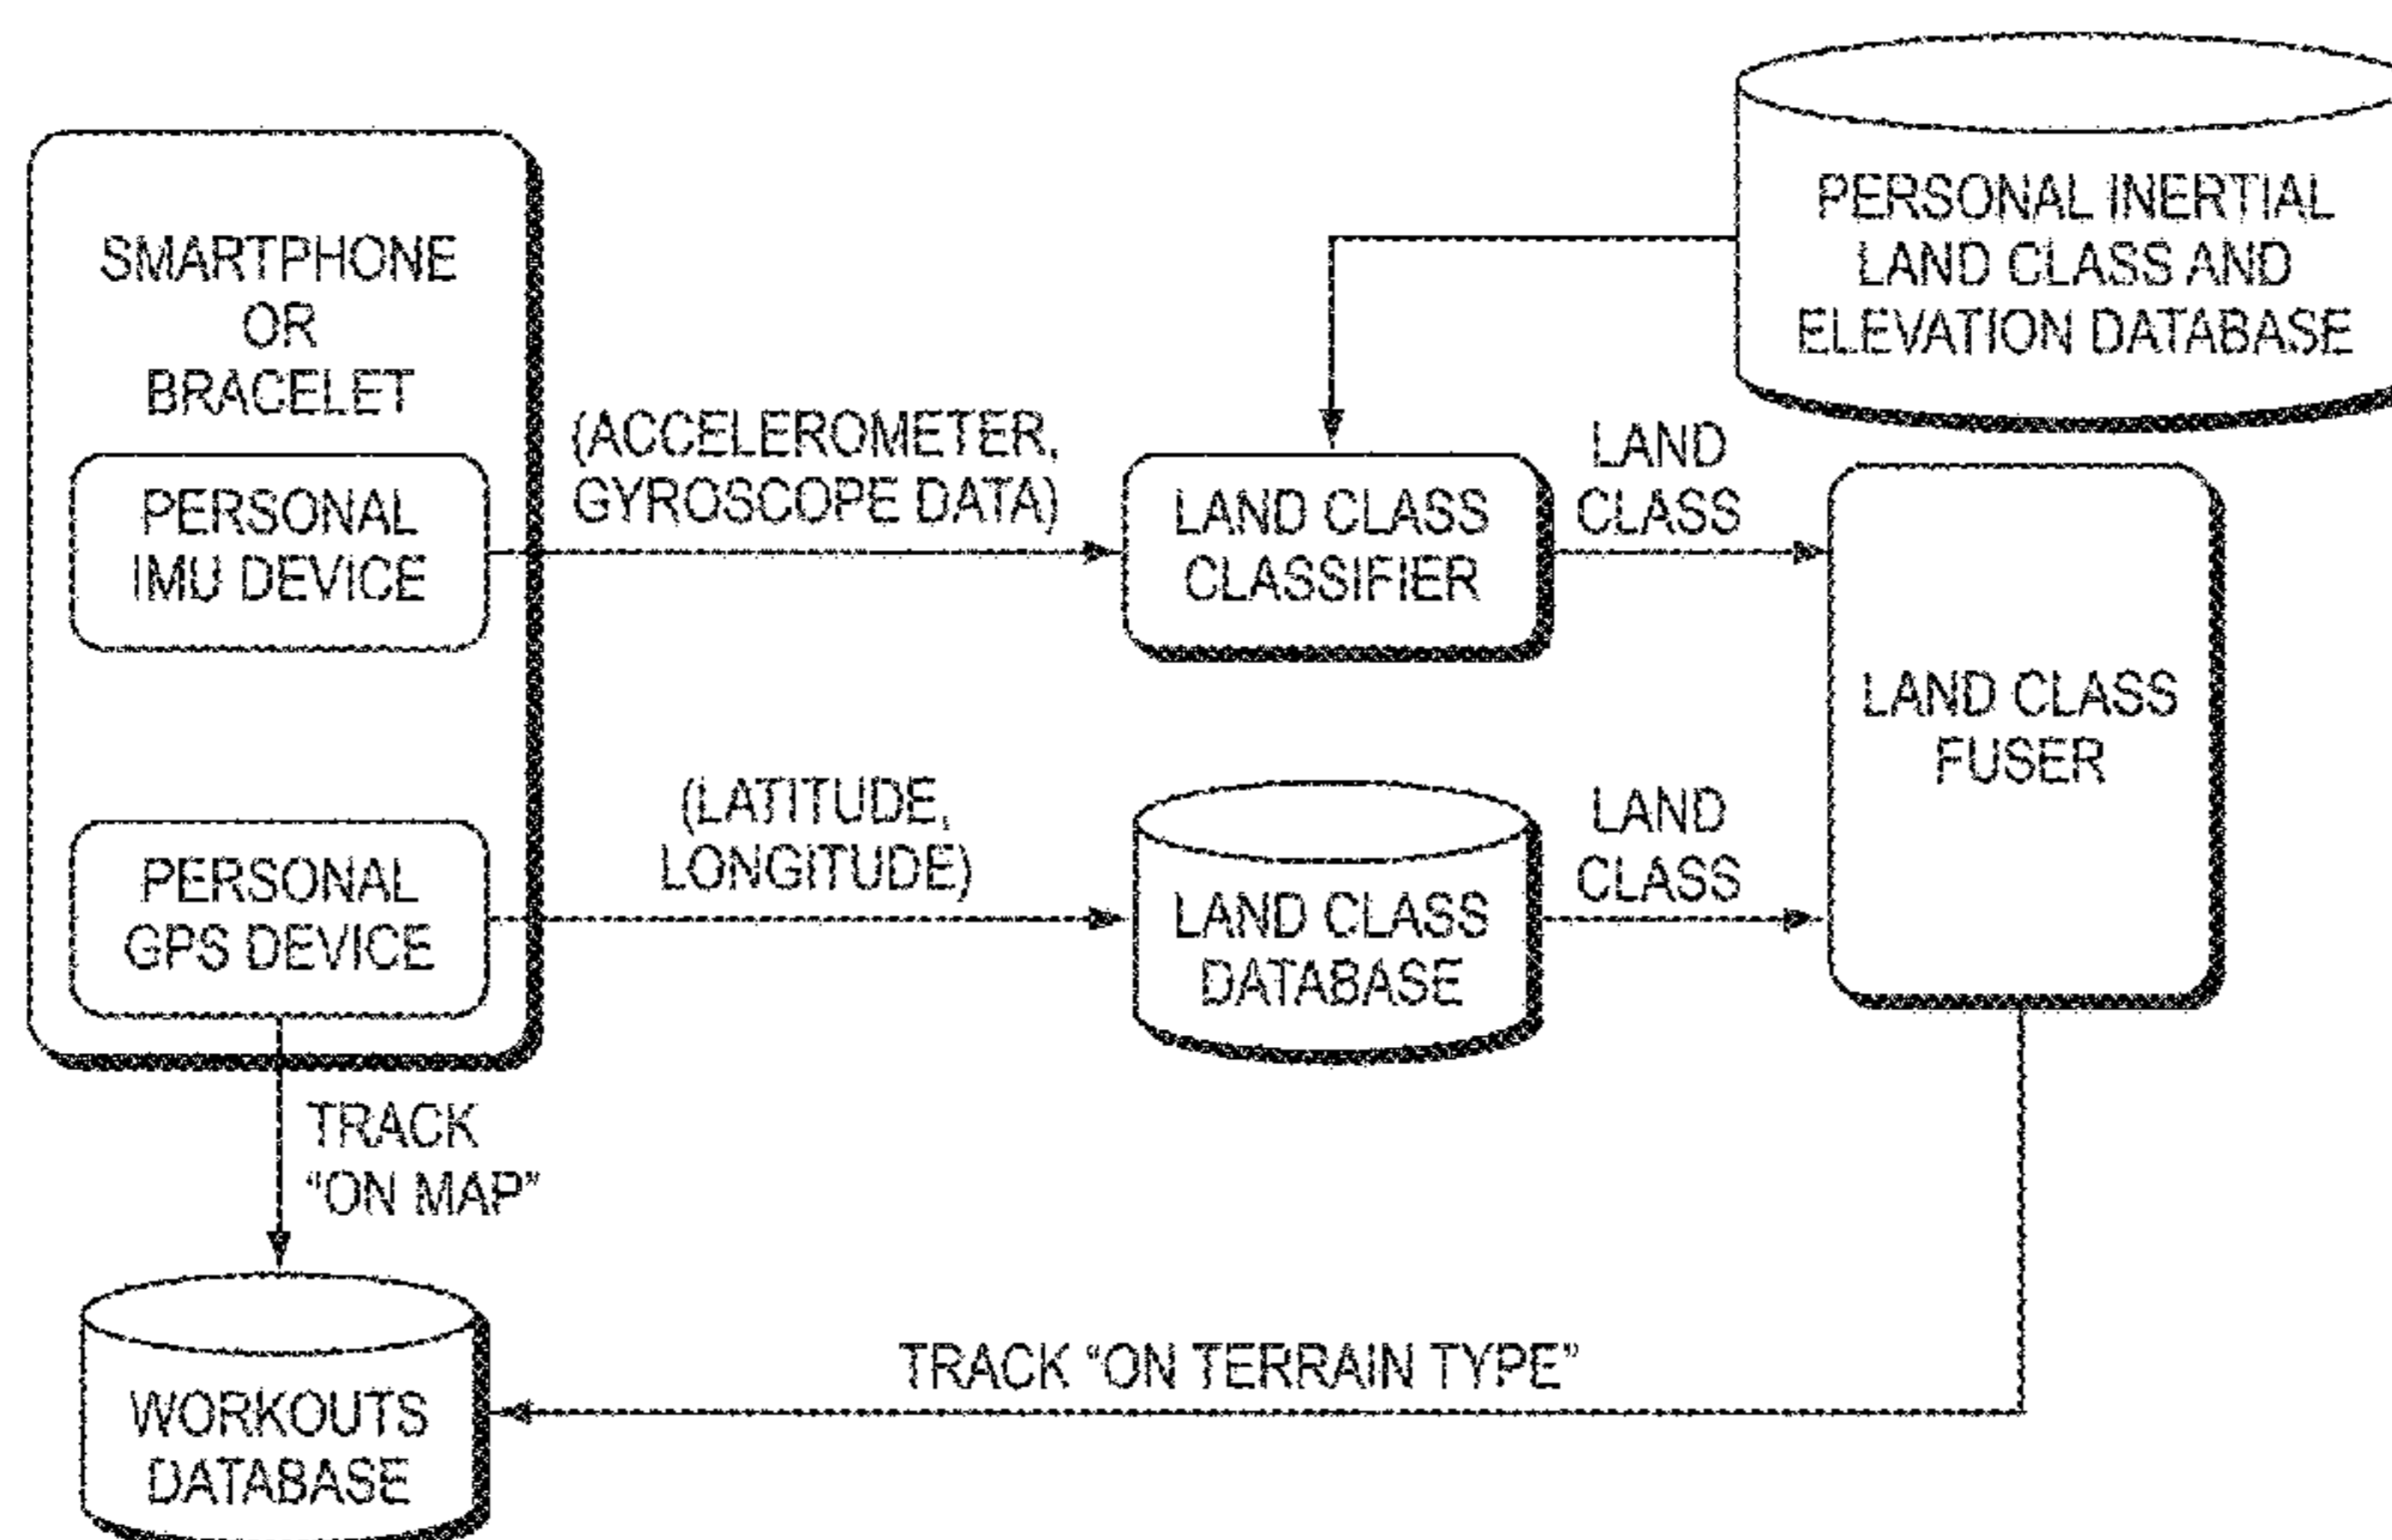 PERSONAL INERTIAL
LAND CLASS AND
ELEVATION DATABASE
SMARTPHONE
OR
BRACELET
(ACCELEROMETER,
GYROSCOPE DATA)
LAND
CLASS
PERSONAL
IMU DEVICE
LAND CLASS
CLASSIFIER
LAND CLASS
FUSER
(LATITUDE,
LONGITUDE)
LAND
CLASS
PERSONAL
GPS DEVICE
LAND CLASS
DATABASE
TRACK
“ON MAP”
TRACK “ON TERRAIN TYPE”
WORKOUTS
DATABASE